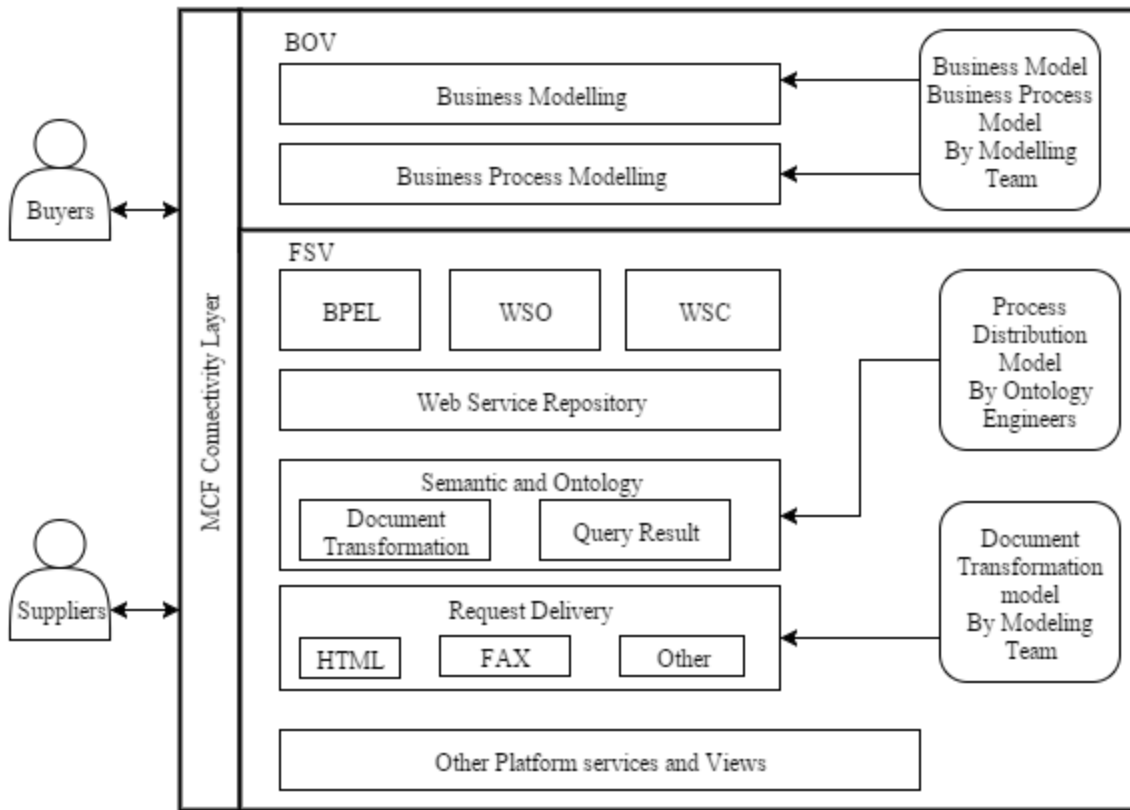 BOV
Business Modelling
Business Process Modelling
Business Model
Business Process
Model
By Modelling
Team
Buyers
MCF Connectivity Layer
FSV
BPEL
WSO
WSC
Web Service Repository
Process
Distribution
Model
By Ontology
Engineers
Semantic and Ontology
Document
Transformation
Query Result
Suppliers
Request Delivery
HTML
FAX
Other
Document
Transformation
model
By Modeling
Team
Other Platform services and Views